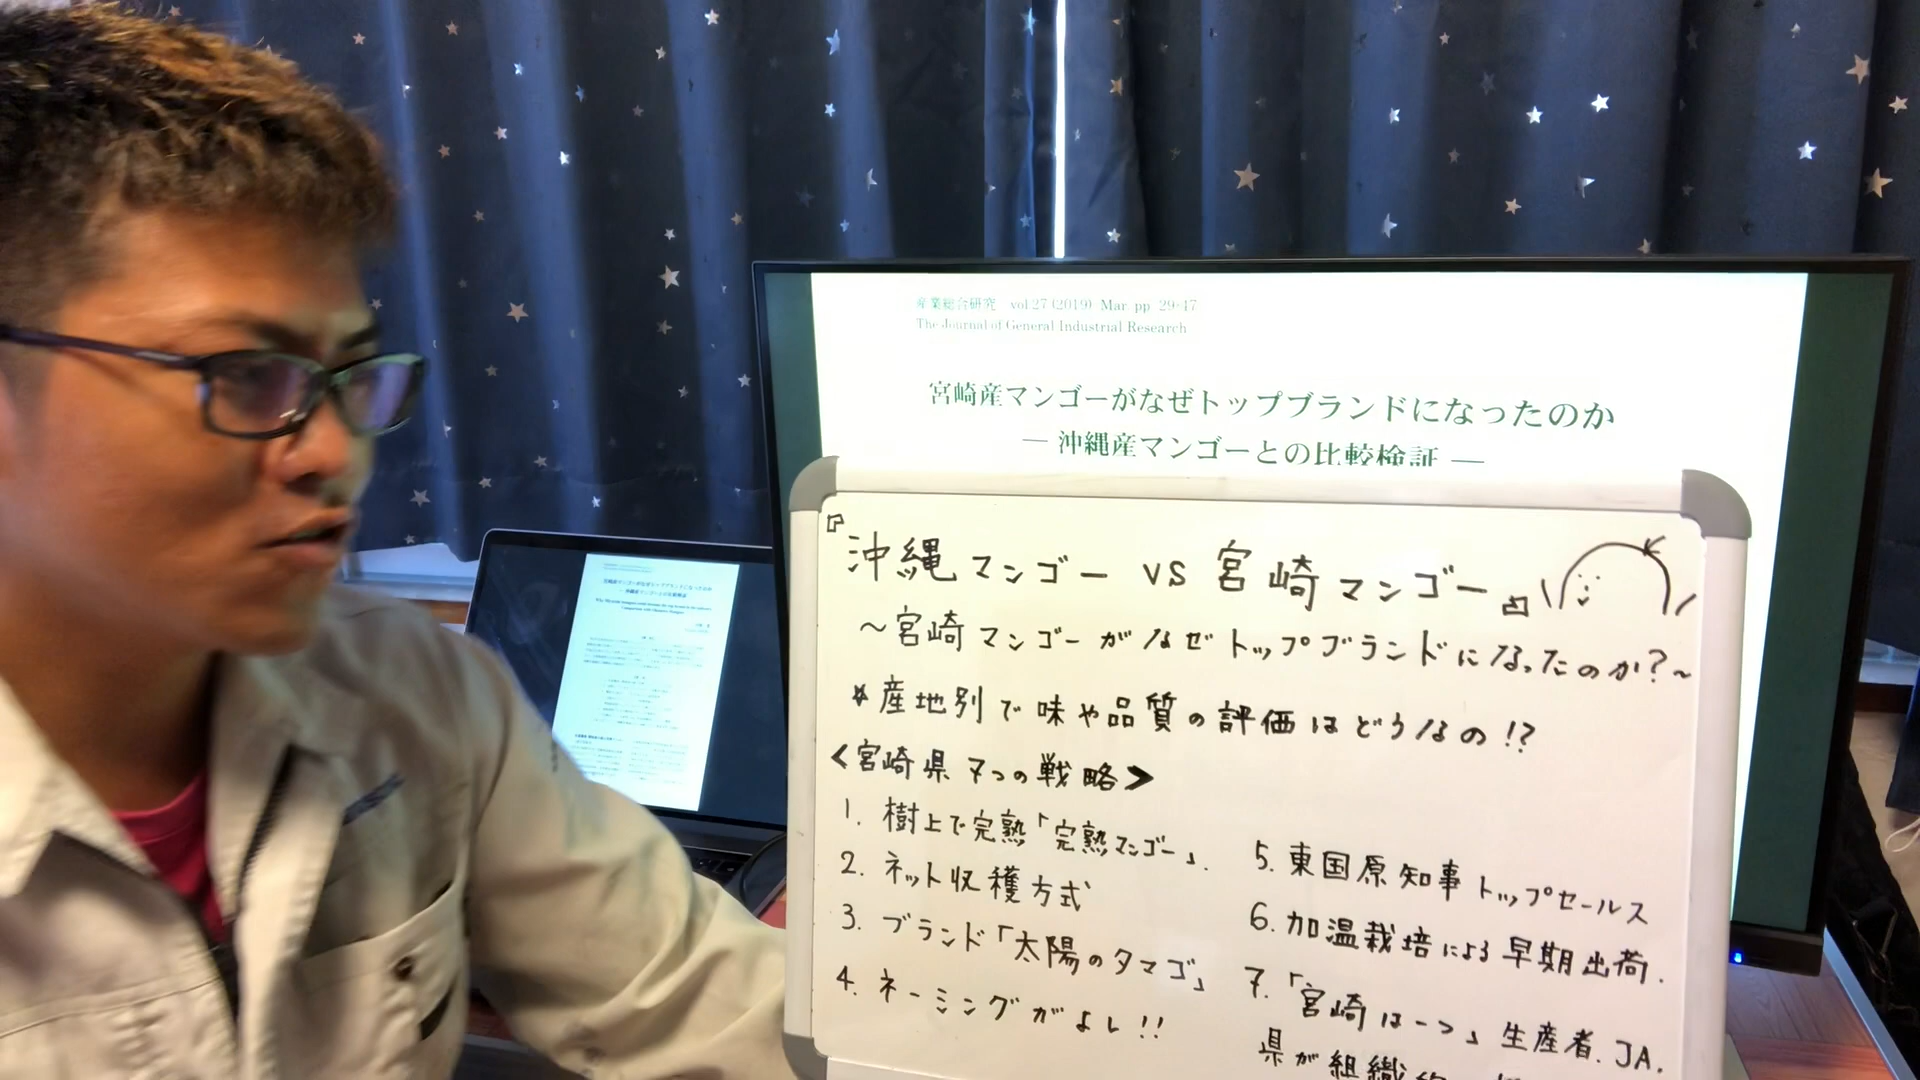 産業総合研究 vol.27 (2019) Mar. pp. 29-47
The Journal of General Industrial Research
宮崎産マンゴーがなぜトップブランドになったのか
― 沖縄産マンゴーとの比較検証 ―
『沖縄マンゴー VS 宮崎マンゴー』
～宮崎マンゴーがなぜトップブランドになったのか?～
*産地別で味や品質の評価はどうなの!?
<宮崎県7つの戦略>
1. 樹上で完熟「完熟マンゴー」.
2. ネット収穫方式
3. ブランド「太陽のタマゴ」
4. ネーミングがよし!!
5. 東国原知事トップセールス
6. 加温栽培による早期出荷.
7. 「宮崎は一つ」生産者.JA.
県が組織